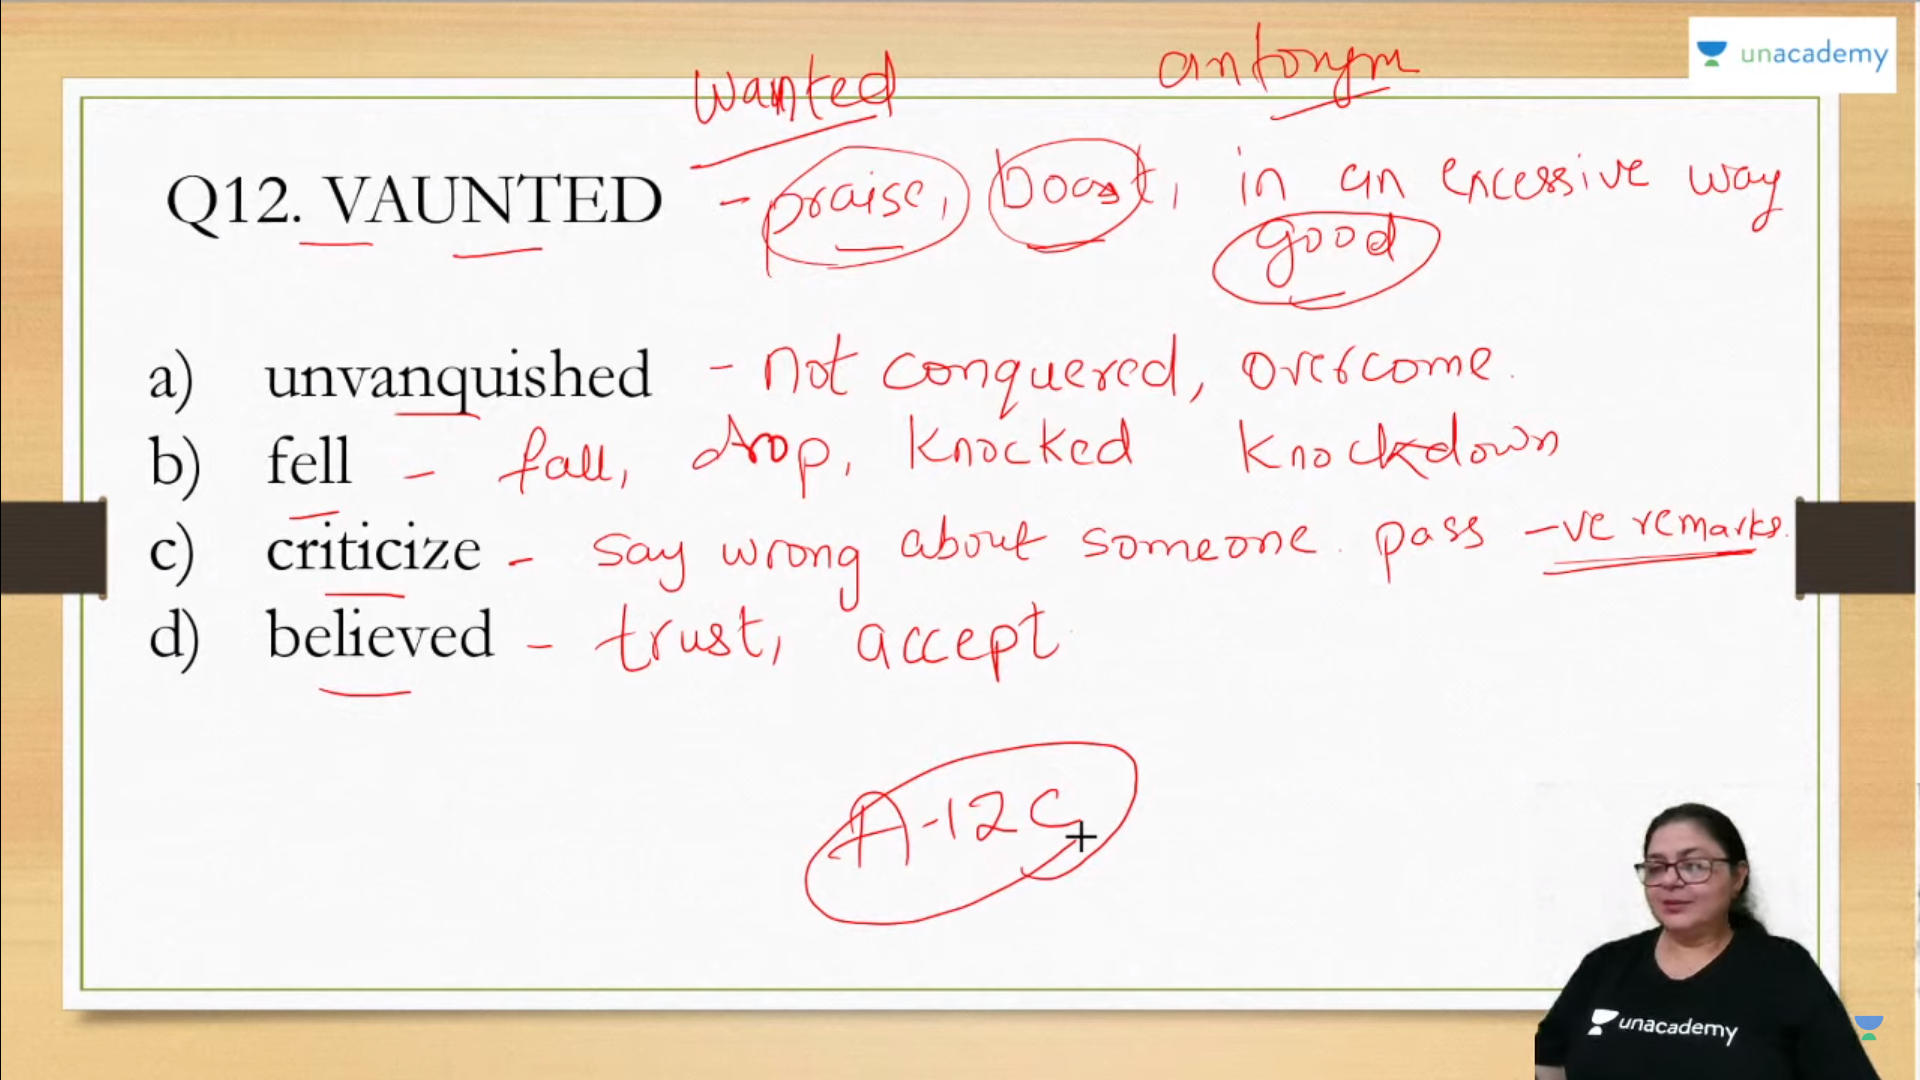 wanted antonym
unacademy
Q12. VAUNTED - praise, boast, in an excessive way
good
a) unvanquished - not conquered, overcome.
b) fell - fall, drop, knocked knockdown
c) criticize - say wrong about someone. pass -ve remarks.
d) believed - trust, accept
A-12 C
unacademy